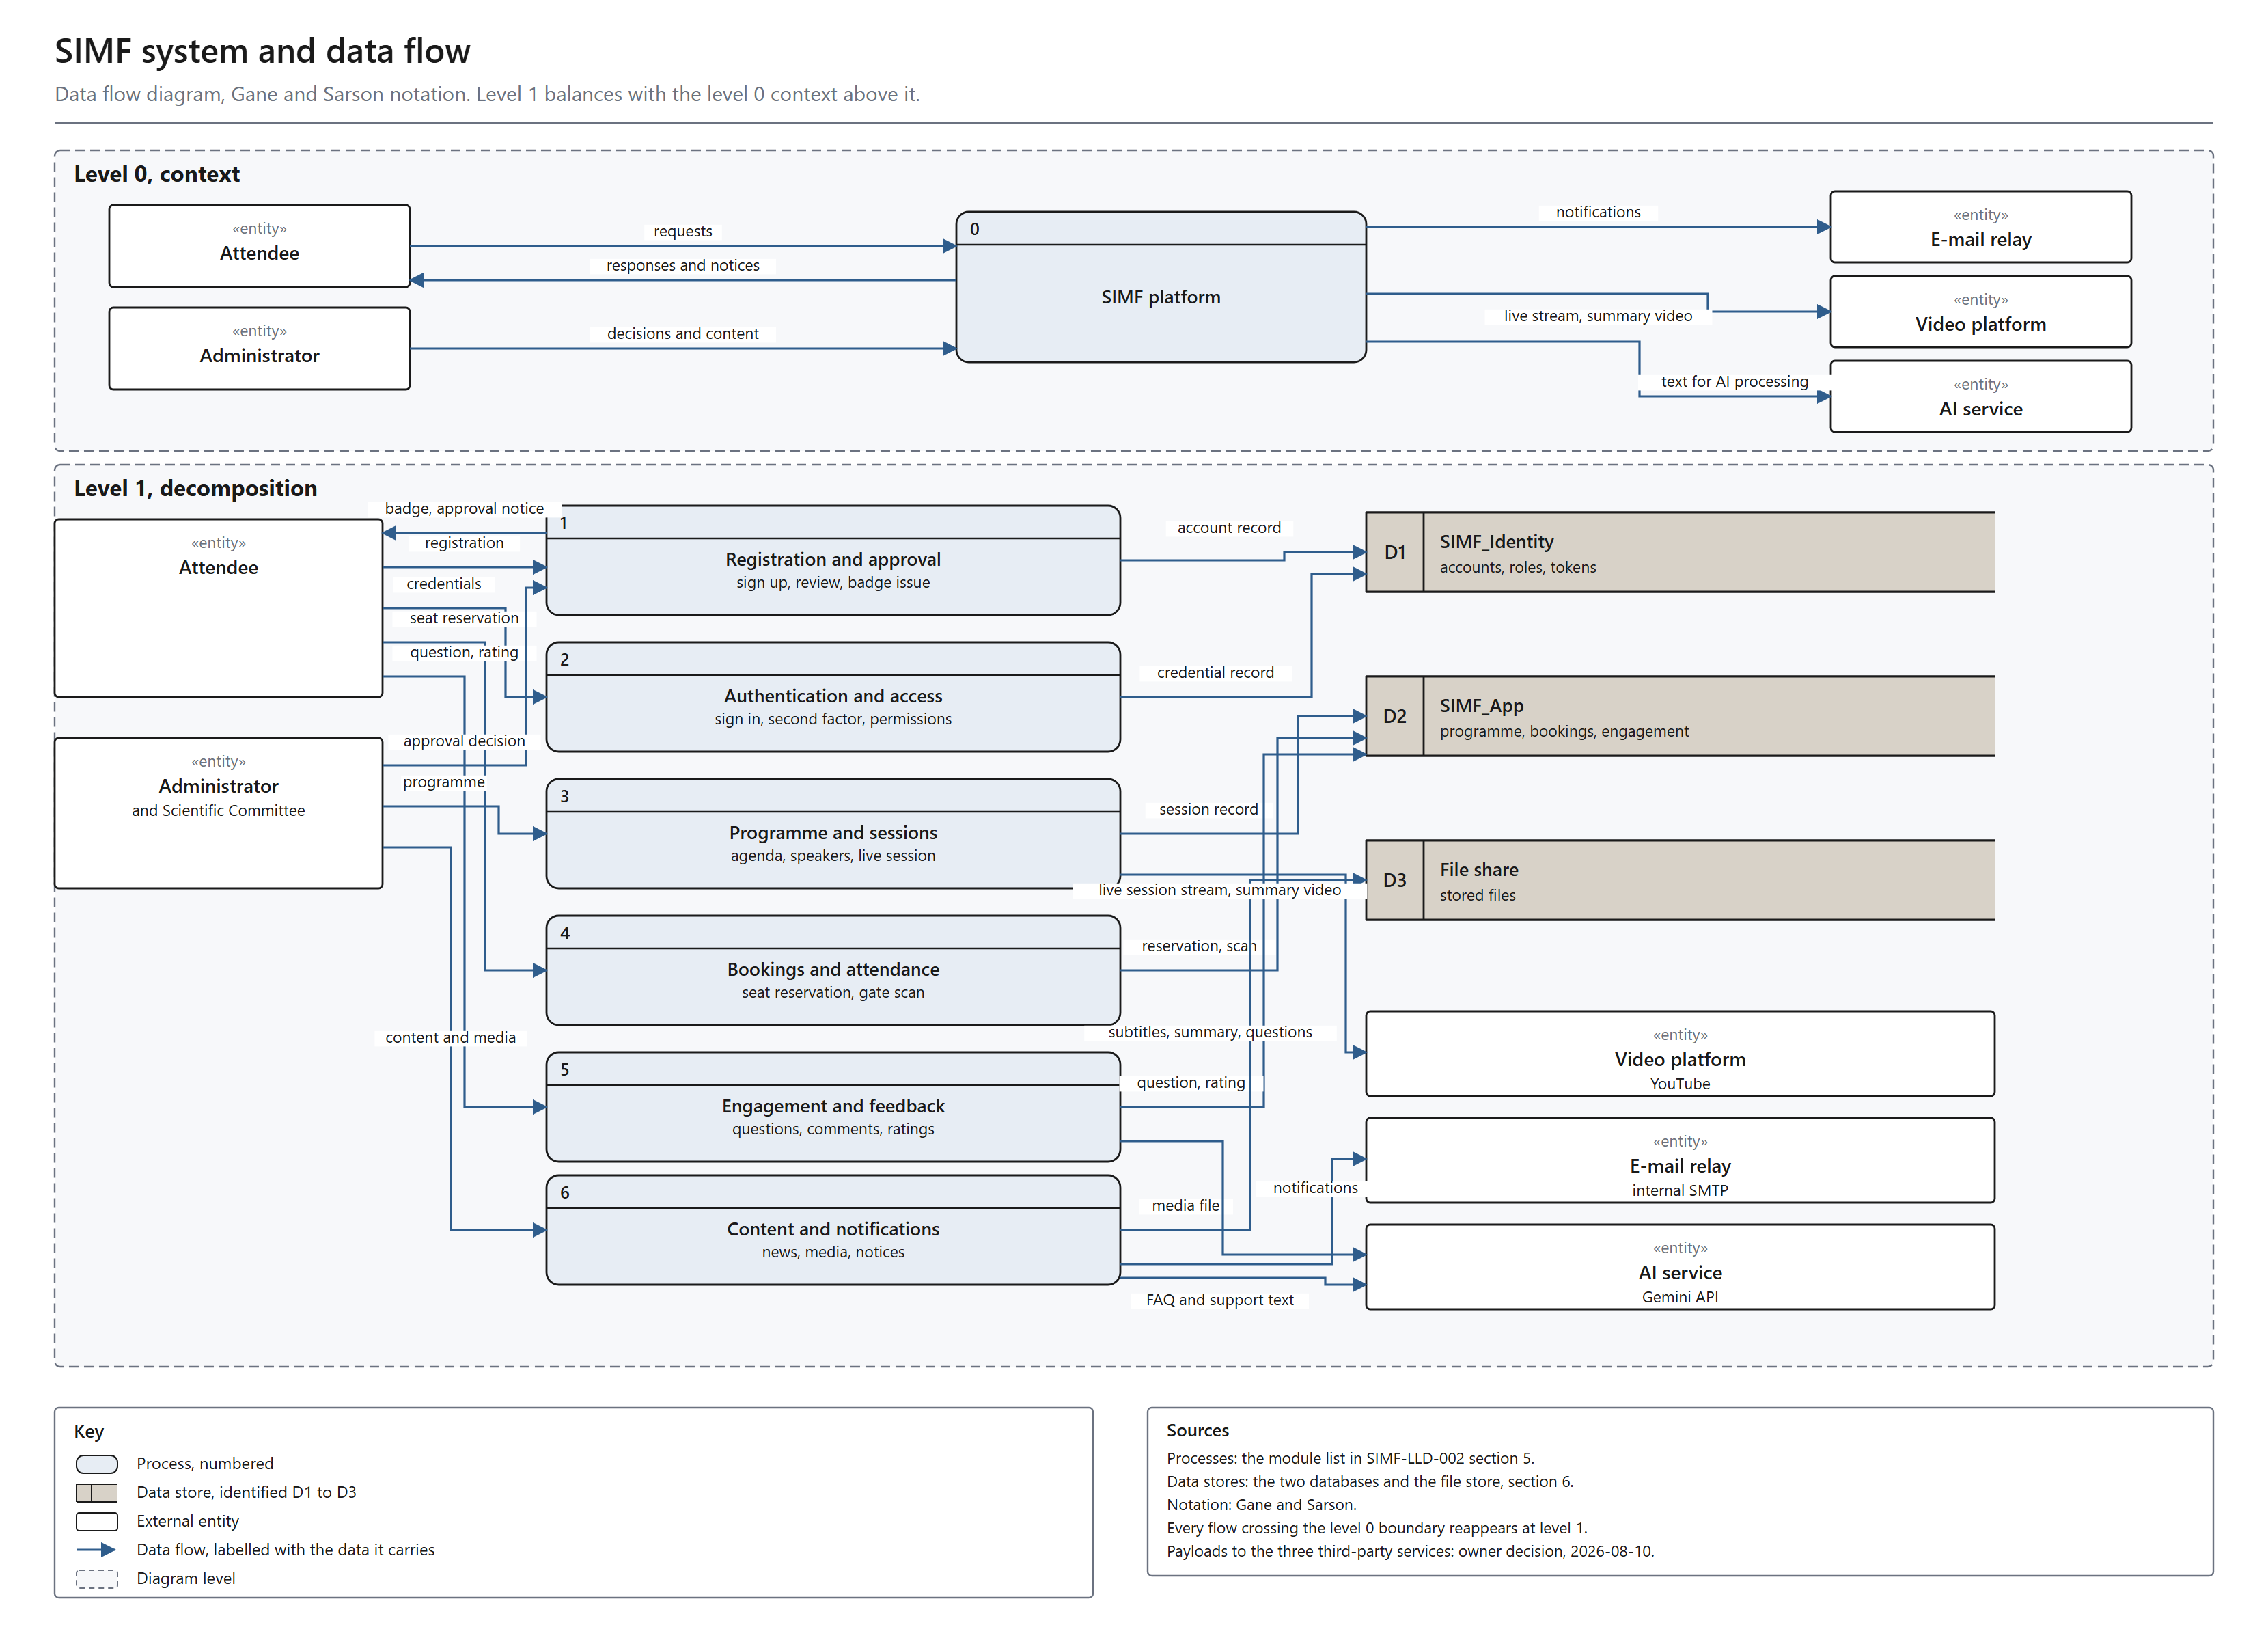 SIMF system and data flow
Data flow diagram, Gane and Sarson notation. Level 1 balances with the level 0 context above it.
Level 0, context
«entity»
Attendee
«entity»
Administrator
requests
responses and notices
decisions and content
0
SIMF platform
notifications
live stream, summary video
text for AI processing
«entity»
E-mail relay
«entity»
Video platform
«entity»
AI service
Level 1, decomposition
«entity»
Attendee
«entity»
Administrator
and Scientific Committee
badge, approval notice
registration
credentials
seat reservation
question, rating
approval decision
programme
content and media
1
Registration and approval
sign up, review, badge issue
2
Authentication and access
sign in, second factor, permissions
3
Programme and sessions
agenda, speakers, live session
4
Bookings and attendance
seat reservation, gate scan
5
Engagement and feedback
questions, comments, ratings
6
Content and notifications
news, media, notices
account record
credential record
session record
live session stream, summary video
reservation, scan
subtitles, summary, questions
question, rating
media file
notifications
FAQ and support text
D1
SIMF_Identity
accounts, roles, tokens
D2
SIMF_App
programme, bookings, engagement
D3
File share
stored files
«entity»
Video platform
YouTube
«entity»
E-mail relay
internal SMTP
«entity»
AI service
Gemini API
Key
Process, numbered
Data store, identified D1 to D3
External entity
Data flow, labelled with the data it carries
Diagram level
Sources
Processes: the module list in SIMF-LLD-002 section 5.
Data stores: the two databases and the file store, section 6.
Notation: Gane and Sarson.
Every flow crossing the level 0 boundary reappears at level 1.
Payloads to the three third-party services: owner decision, 2026-08-10.